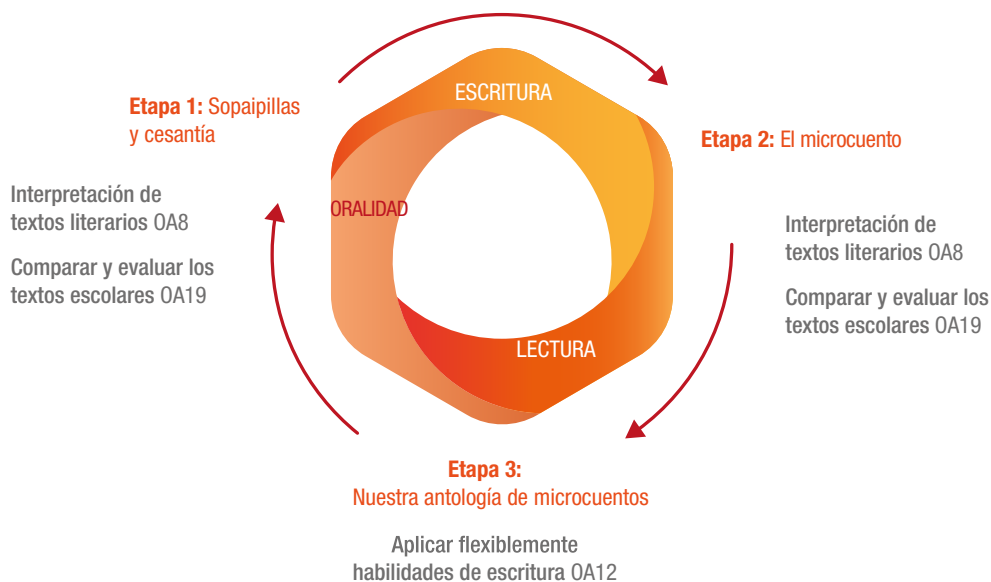 ESCRITURA
Etapa 1: Sopaipillas
y cesantía
Interpretación de
textos literarios OA8
Comparar y evaluar los
textos escolares OA19
ORALIDAD
Etapa 2: El microcuento
Interpretación de
textos literarios OA8
Comparar y evaluar los
textos escolares OA19
LECTURA
Etapa 3:
Nuestra antología de microcuentos
Aplicar flexiblemente
habilidades de escritura OA12